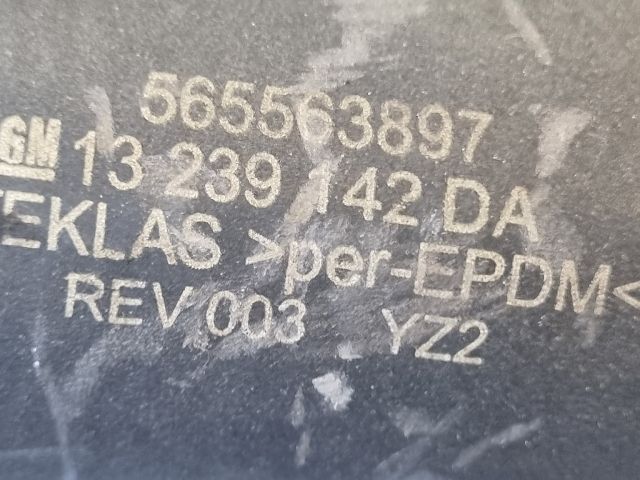 565563897
GM 13 239 142 DA
TEKLAS >per-EPDM<
REV 003 YZ2